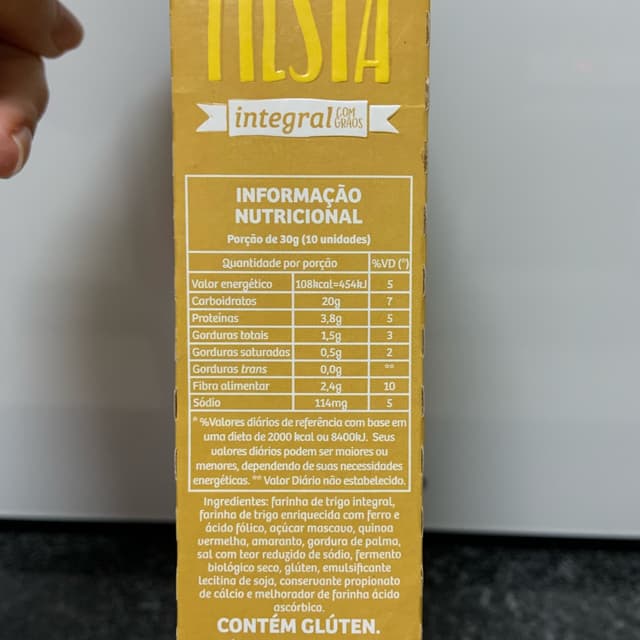 integral COM GRÃOS
INFORMAÇÃO
NUTRICIONAL
Porção de 30g (10 unidades)
Quantidade por porção %VD (*)
Valor energético 108kcal=454kJ 5
Carboidratos 20g 7
Proteínas 3,8g 5
Gorduras totais 1,5g 3
Gorduras saturadas 0,5g 2
Gorduras trans 0,0g **
Fibra alimentar 2,4g 10
Sódio 114mg 5
* %Valores diários de referência com base em
uma dieta de 2000 kcal ou 8400kJ. Seus
valores diários podem ser maiores ou
menores, dependendo de suas necessidades
energéticas. ** Valor Diário não estabelecido.
Ingredientes: farinha de trigo integral,
farinha de trigo enriquecida com ferro e
ácido fólico, açúcar mascavo, quinoa
vermelha, amaranto, gordura de palma,
sal com teor reduzido de sódio, fermento
biológico seco, glúten, emulsificante
lecitina de soja, conservante propionato
de cálcio e melhorador de farinha ácido
ascórbico.
CONTÉM GLÚTEN.